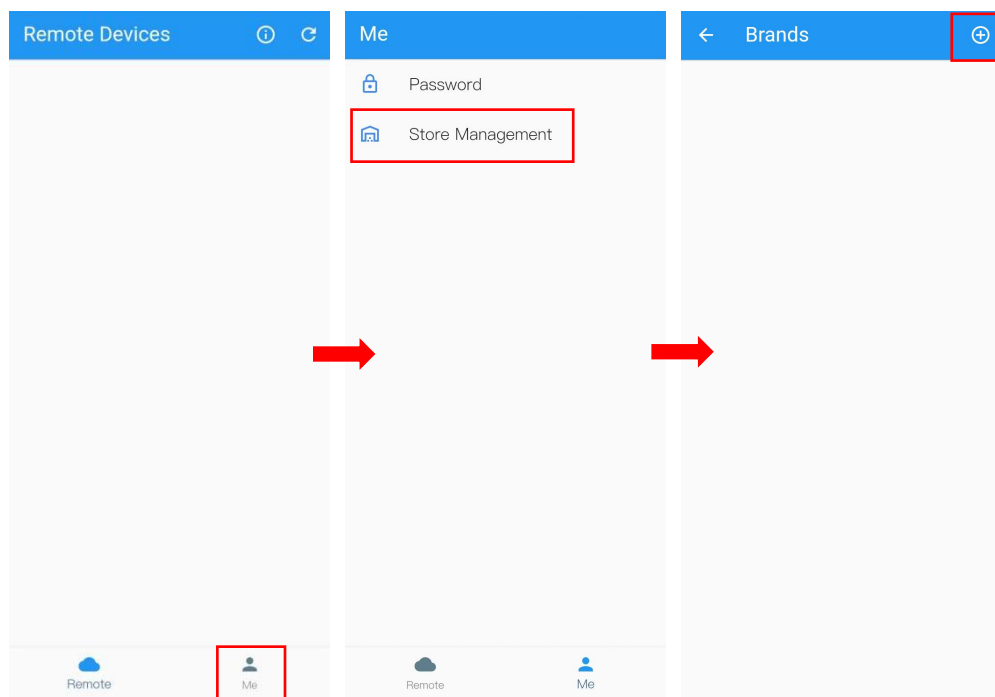 Remote Devices
Remote
Me
Me
Password
Store Management
Remote
Me
Brands